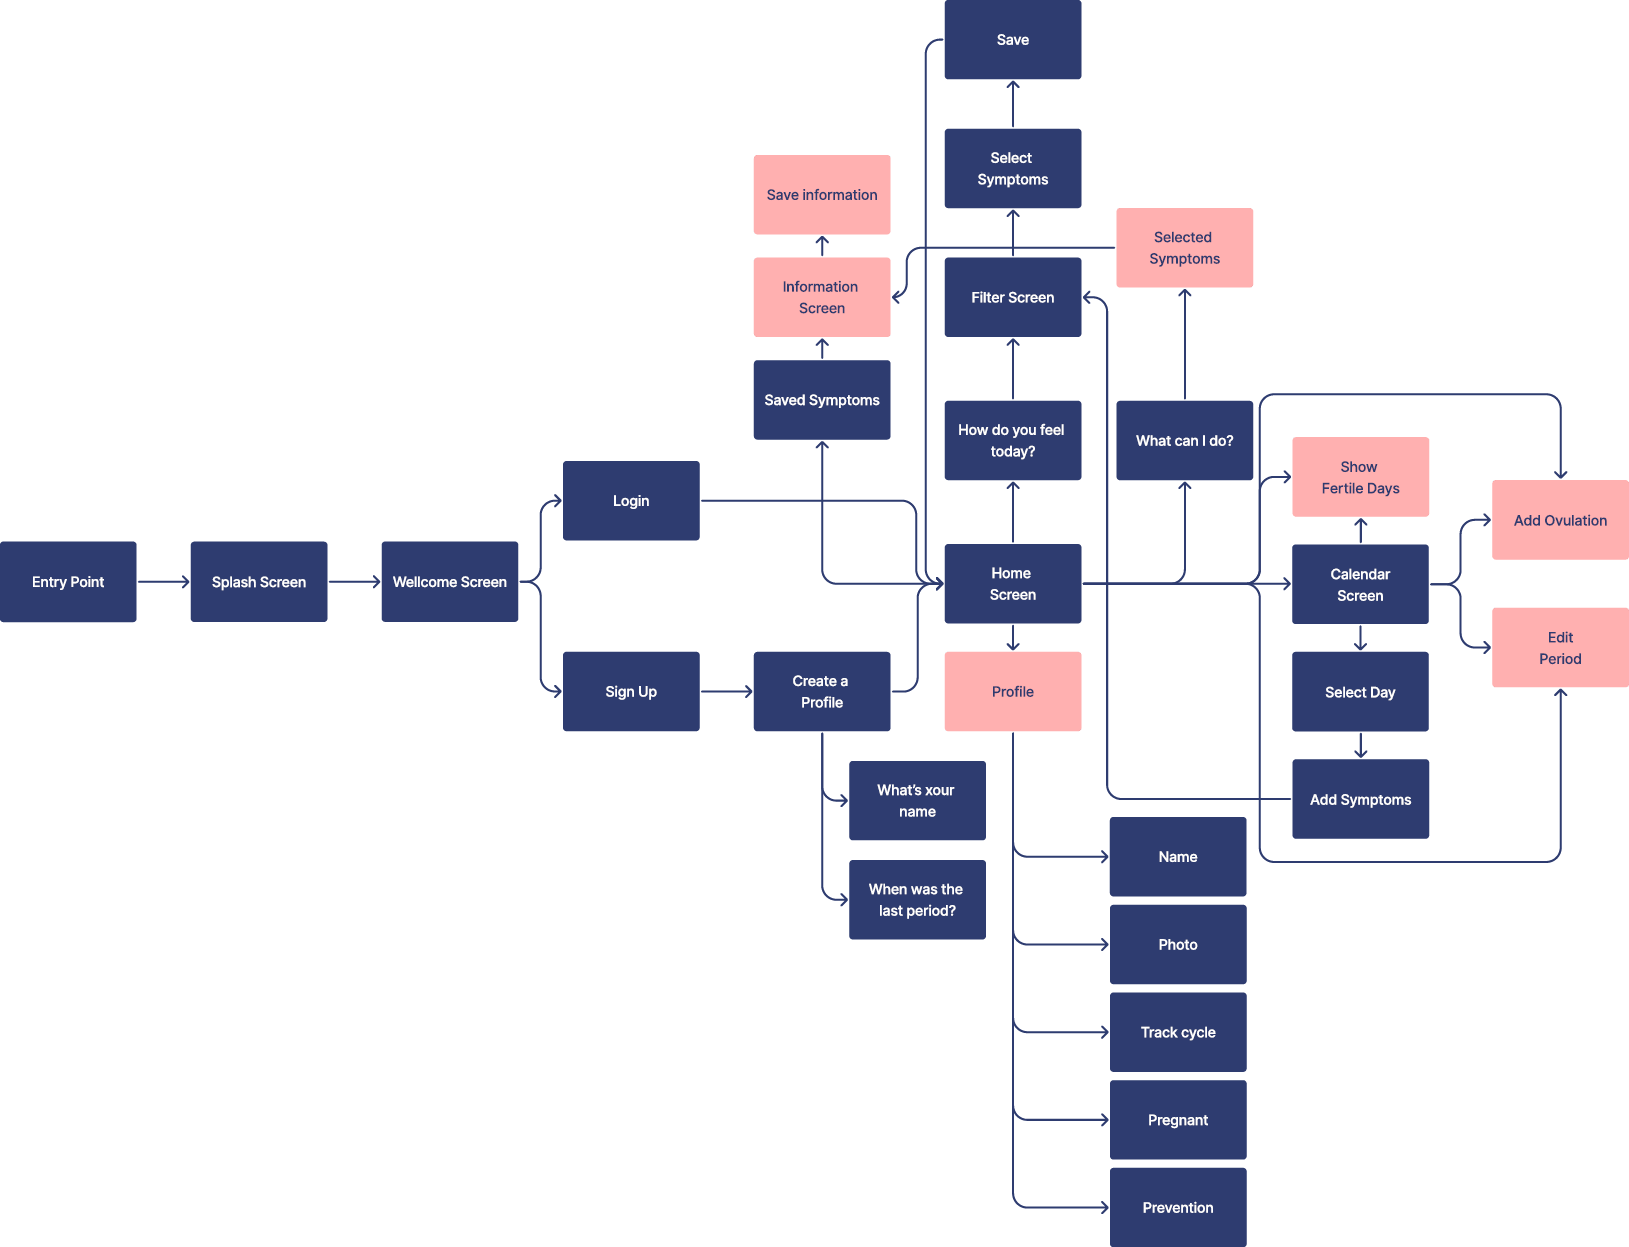 Save
Select
Symptoms
Save information
Selected
Symptoms
Information
Screen
Filter Screen
Saved Symptoms
How do you feel
today?
What can I do?
Show
Fertile Days
Login
Add Ovulation
Entry Point
Splash Screen
Wellcome Screen
Home
Screen
Calendar
Screen
Edit
Period
Sign Up
Create a
Profile
Profile
Select Day
What's xour
name
Add Symptoms
Name
When was the
last period?
Photo
Track cycle
Pregnant
Prevention